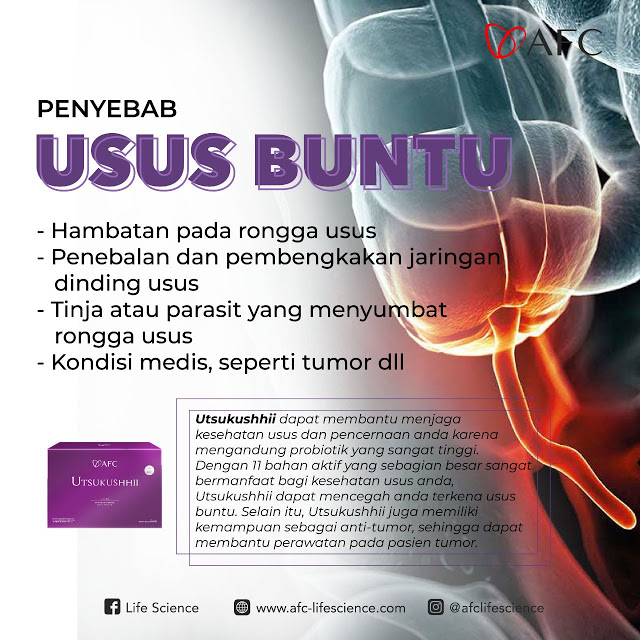 AFC
PENYEBAB
USUS BUNTU
- Hambatan pada rongga usus
- Penebalan dan pembengkakan jaringan
dinding usus
- Tinja atau parasit yang menyumbat
rongga usus
- Kondisi medis, seperti tumor dll
Utsukushhii dapat membantu menjaga
kesehatan usus dan pencernaan anda karena
mengandung probiotik yang sangat tinggi.
Dengan 11 bahan aktif yang sebagian besar sangat
bermanfaat bagi kesehatan usus anda,
Utsukushhii dapat mencegah anda terkena usus
buntu. Selain itu, Utsukushhii juga memiliki
kemampuan sebagai anti-tumor, sehingga dapat
membantu perawatan pada pasien tumor.
AFC
UTSUKUSHHII
Life Science
www.afc-lifescience.com
@afclifescience